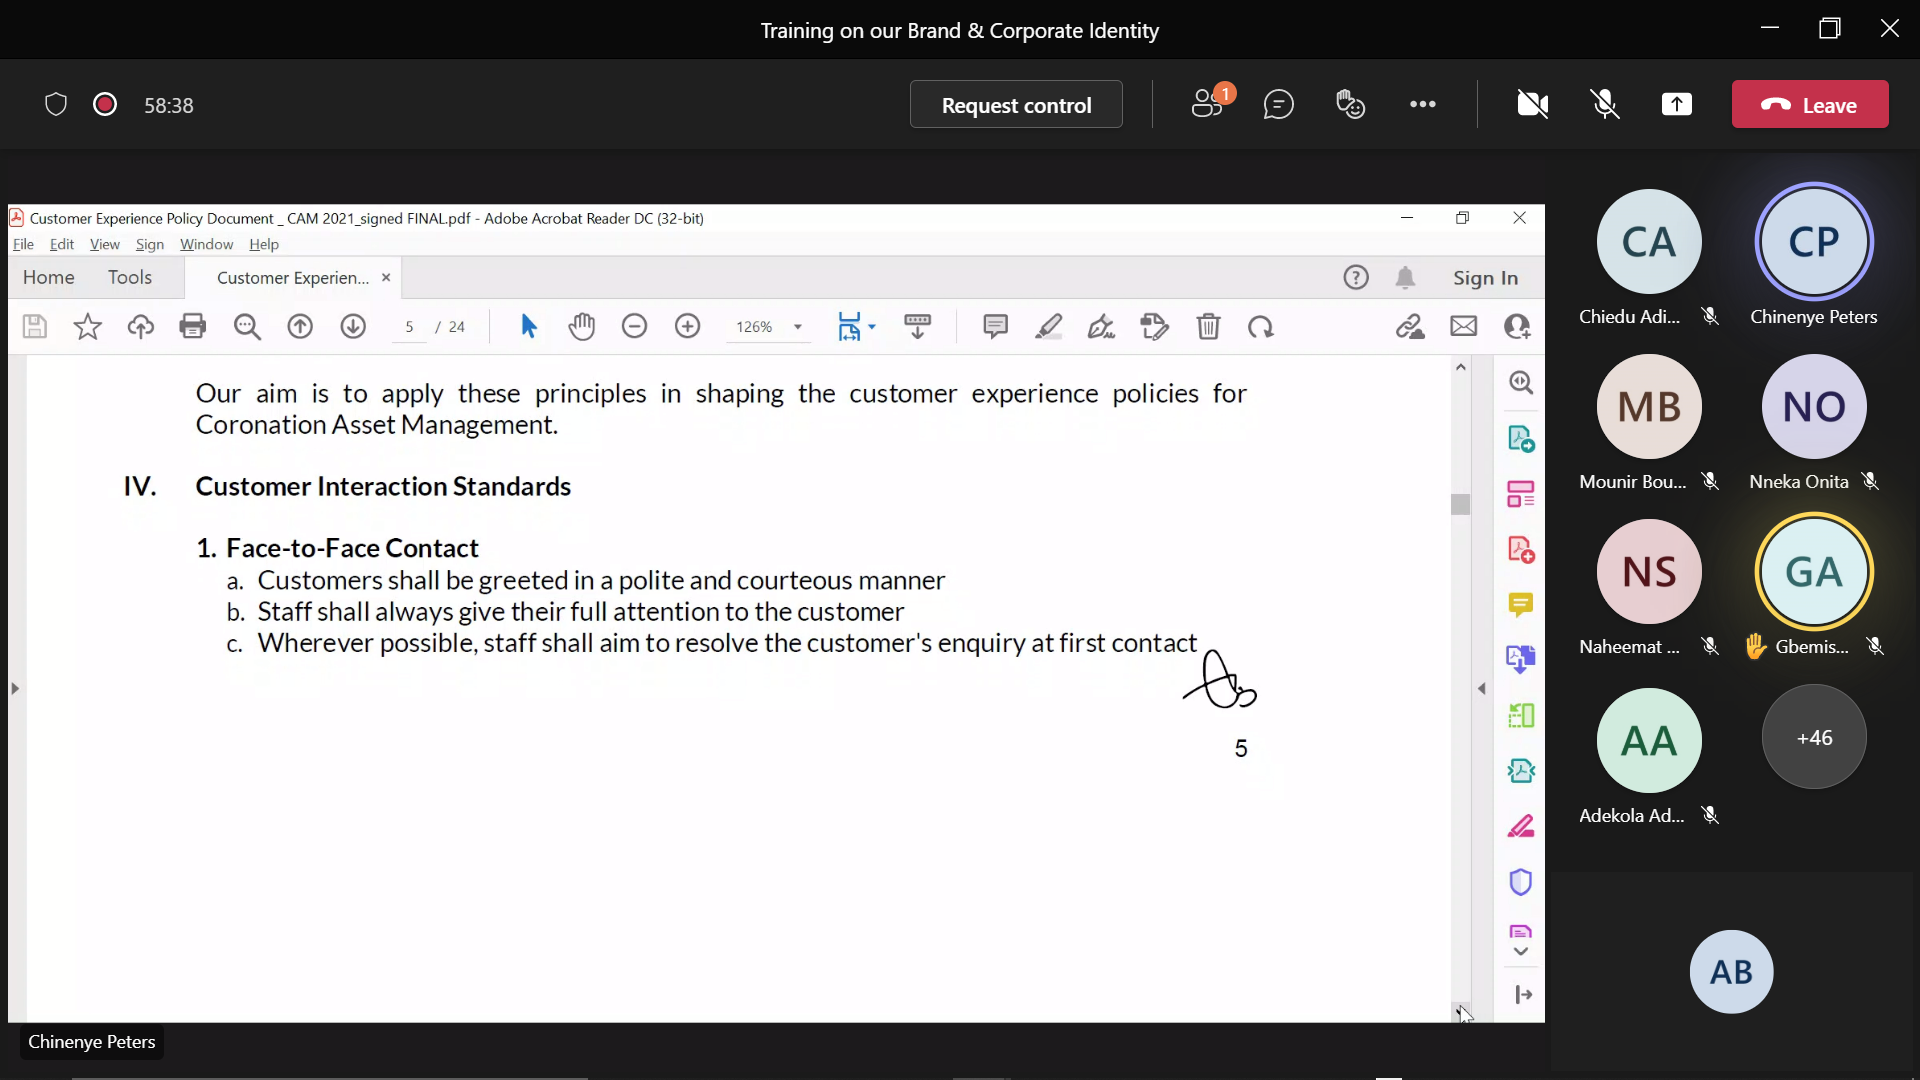 Training on our Brand & Corporate Identity
58:38
Request control
1
Leave
Customer Experience Policy Document _ CAM 2021_signed FINAL.pdf - Adobe Acrobat Reader DC (32-bit)
File Edit View Sign Window Help
Home Tools Customer Experien... × Sign In
5 / 24 126%
Our aim is to apply these principles in shaping the customer experience policies for
Coronation Asset Management.
IV. Customer Interaction Standards
1. Face-to-Face Contact
a. Customers shall be greeted in a polite and courteous manner
b. Staff shall always give their full attention to the customer
c. Wherever possible, staff shall aim to resolve the customer's enquiry at first contact
5
Chinenye Peters
CA CP
Chiedu Adi... Chinenye Peters
MB NO
Mounir Bou... Nneka Onita
NS GA
Naheemat ... Gbemis...
AA +46
Adekola Ad...
AB